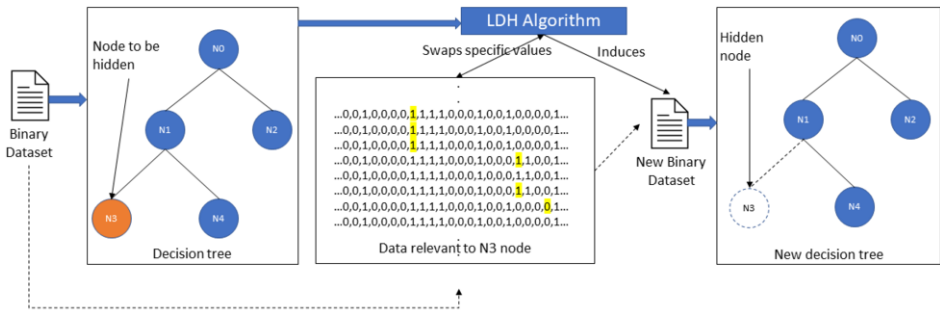 LDH Algorithm
Node to be
hidden
N0
N1
N2
N3
N4
Decision tree
Binary
Dataset
Swaps specific values
Induces
...0,0,1,0,0,0,0,1,1,1,1,0,0,0,1,0,0,1,0,0,0,0,1...
...0,0,1,0,0,0,0,1,1,1,1,0,0,0,1,0,0,1,0,0,0,0,1...
...0,0,1,0,0,0,0,1,1,1,1,0,0,0,1,0,0,1,0,0,0,0,1...
...0,0,1,0,0,0,0,1,1,1,1,0,0,0,1,0,0,0,1,1,0,0,1...
...0,0,1,0,0,0,0,1,1,1,1,0,0,0,1,0,0,1,0,0,0,0,1...
...0,0,1,0,0,0,0,1,1,1,1,0,0,0,1,0,0,0,1,1,0,0,1...
...0,0,1,0,0,0,0,1,1,1,1,0,0,0,1,0,0,1,0,0,0,0,1...
...0,0,1,0,0,0,0,1,1,1,1,0,0,0,1,0,0,1,0,0,0,0,1...
Data relevant to N3 node
New Binary
Dataset
Hidden
node
N0
N1
N2
N3
N4
New decision tree